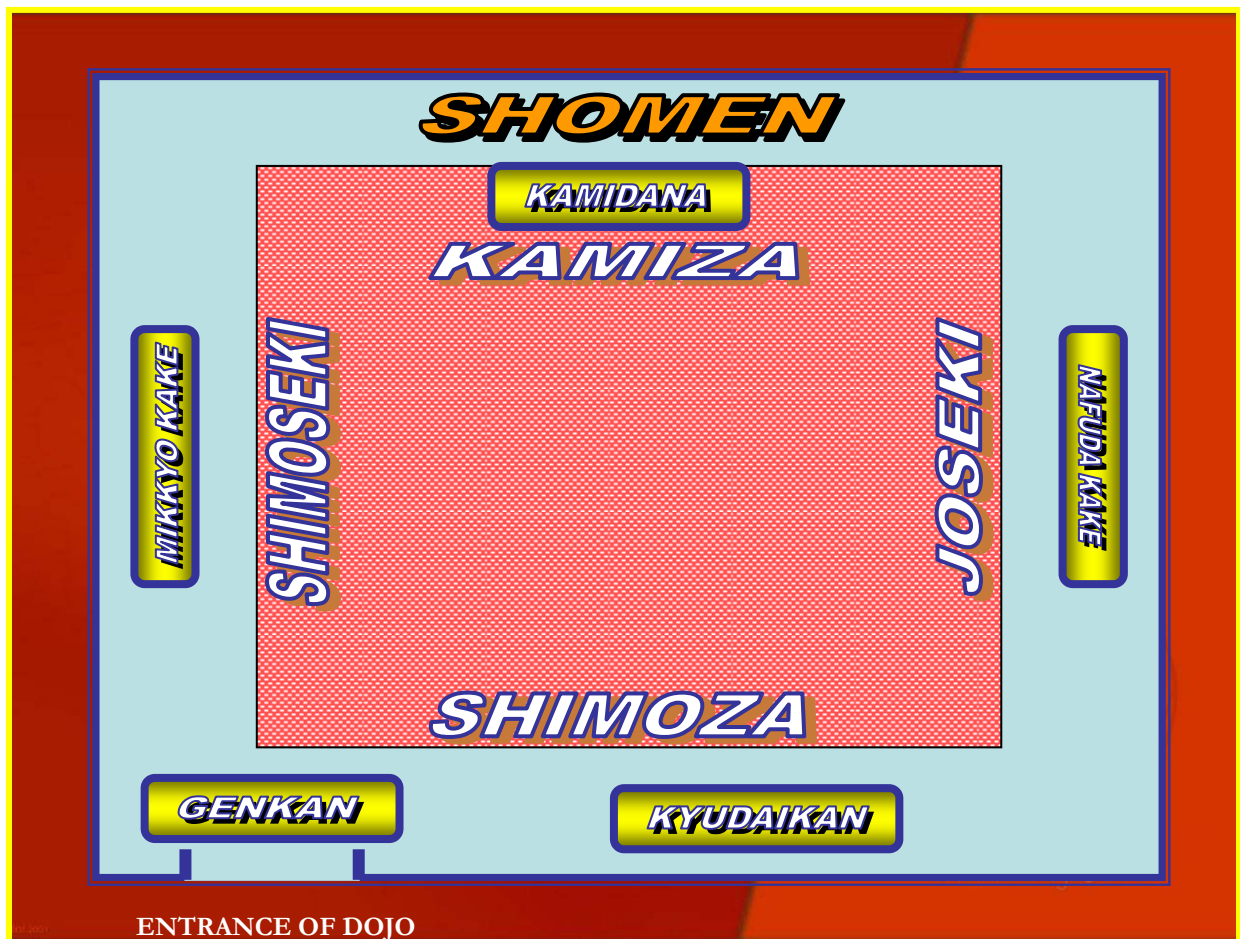 SHOMEN
KAMIDANA
KAMIZA
MIKKYO KAKE
SHIMOSEKI
JOSEKI
NAFUDA KAKE
SHIMOZA
GENKAN
KYUDAIKAN
ENTRANCE OF DOJO